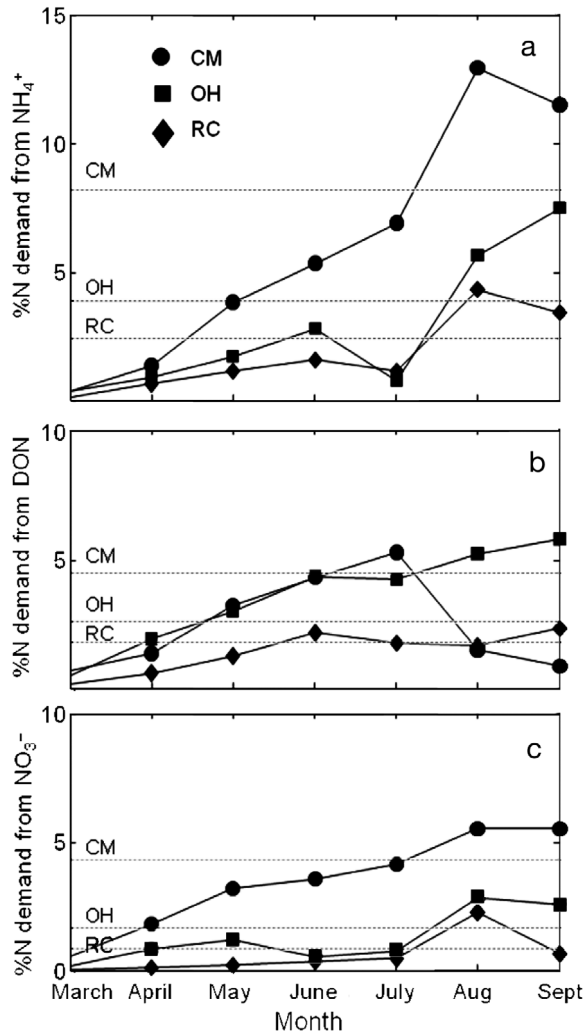 a
CM
OH
RC
15
10
5
CM
OH
RC
%N demand from NH₄⁺
b
10
5
CM
OH
RC
%N demand from DON
c
10
5
0
CM
OH
RC
%N demand from NO₃⁻
March April May June July Aug Sept
Month